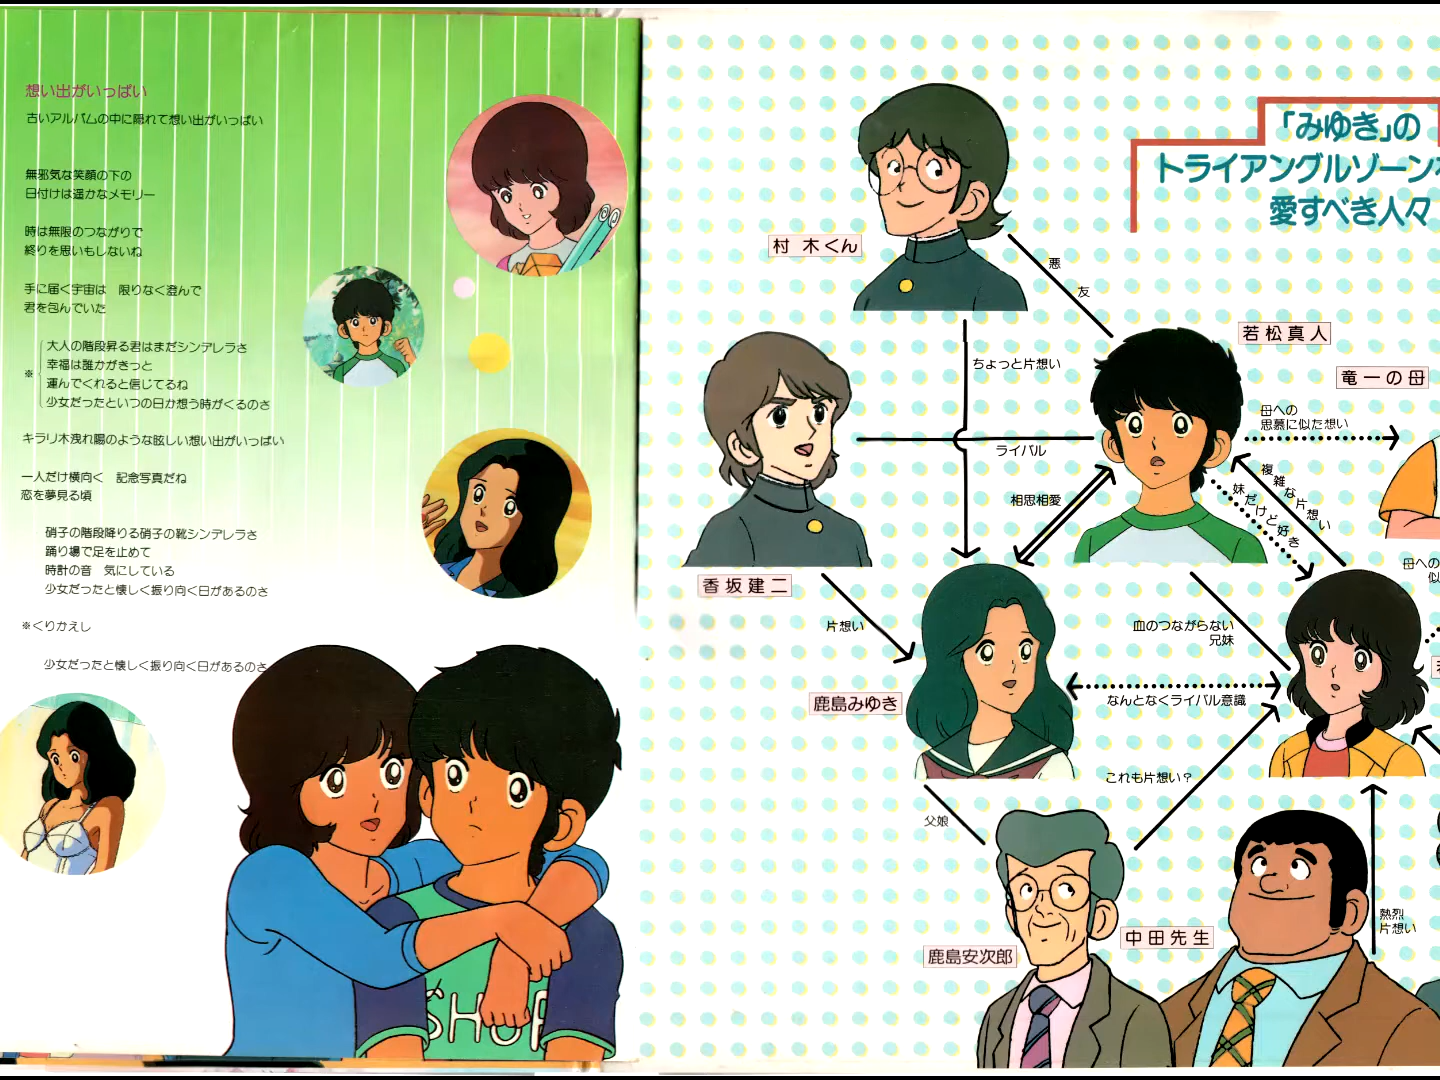 想い出がいっぱい
古いアルバムの中に隠れて想い出がいっぱい
無邪気な笑顔の下の
日付けは遥かなメモリー
時は無限のつながりで
終りを思いもしないね
手に届く宇宙は　限りなく澄んで
君を包んでいた
大人の階段昇る君はまだシンデレラさ
幸福は誰かがきっと
※
運んでくれると信じてるね
少女だったといつの日か想う時がくるのさ
キラリ木洩れ陽のような眩しい想い出がいっぱい
一人だけ横向く　記念写真だね
恋を夢見る頃
硝子の階段降りる硝子の靴シンデレラさ
踊り場で足を止めて
時計の音　気にしている
少女だったと懐しく振り向く日があるのさ
※くりかえし
少女だったと懐しく振り向く日があるのさ
SHOP
「みゆき」の
トライアングルゾーンを
愛すべき人々
村木くん
悪友
若松真人
ちょっと片想い
竜一の母
母への
思慕に似た想い
ライバル
相思相愛
複雑な片想い
妹だけど好き
香坂建二
母への
似
片想い
血のつながらない
兄妹
鹿島みゆき
なんとなくライバル意識
これも片想い？
父娘
熱烈
片想い
中田先生
鹿島安次郎